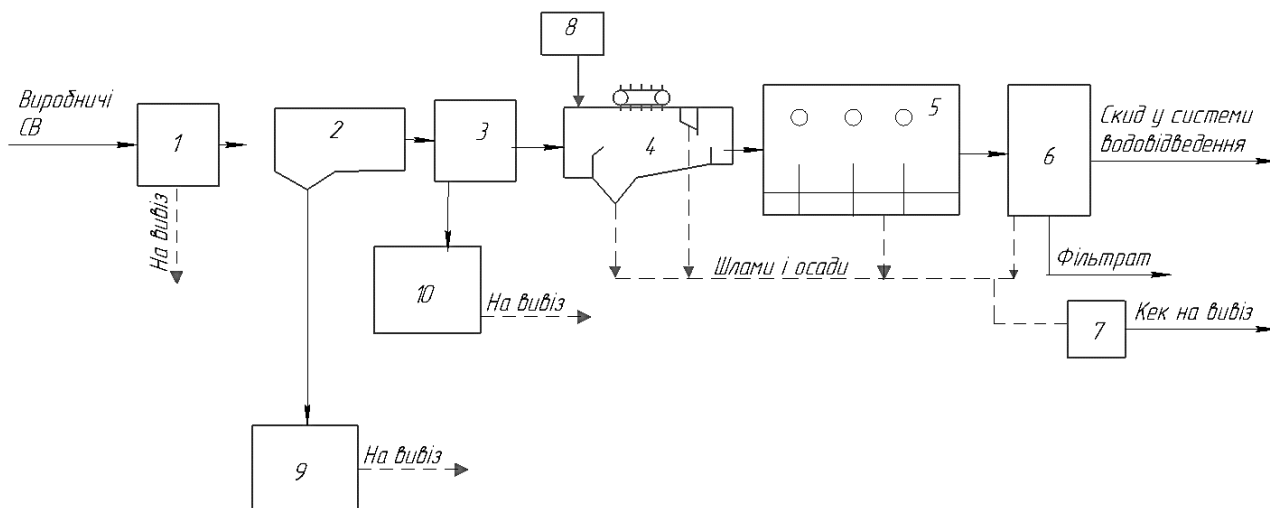 8
Виробничі
СВ
1
2
3
4
5
6
Скид у системи
водовідведення
На вивіз
10
На вивіз
Шлами і осади
Фільтрат
7
Кек на вивіз
9
На вивіз